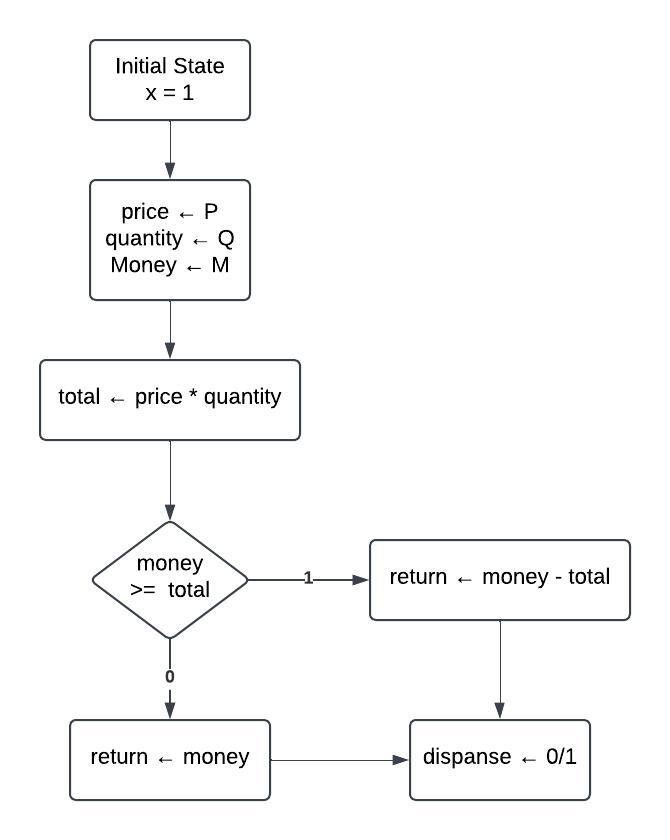 Initial State
x = 1
price ← P
quantity ← Q
Money ← M
total ← price * quantity
money
>= total
1
return ← money - total
0
return ← money
dispanse ← 0/1